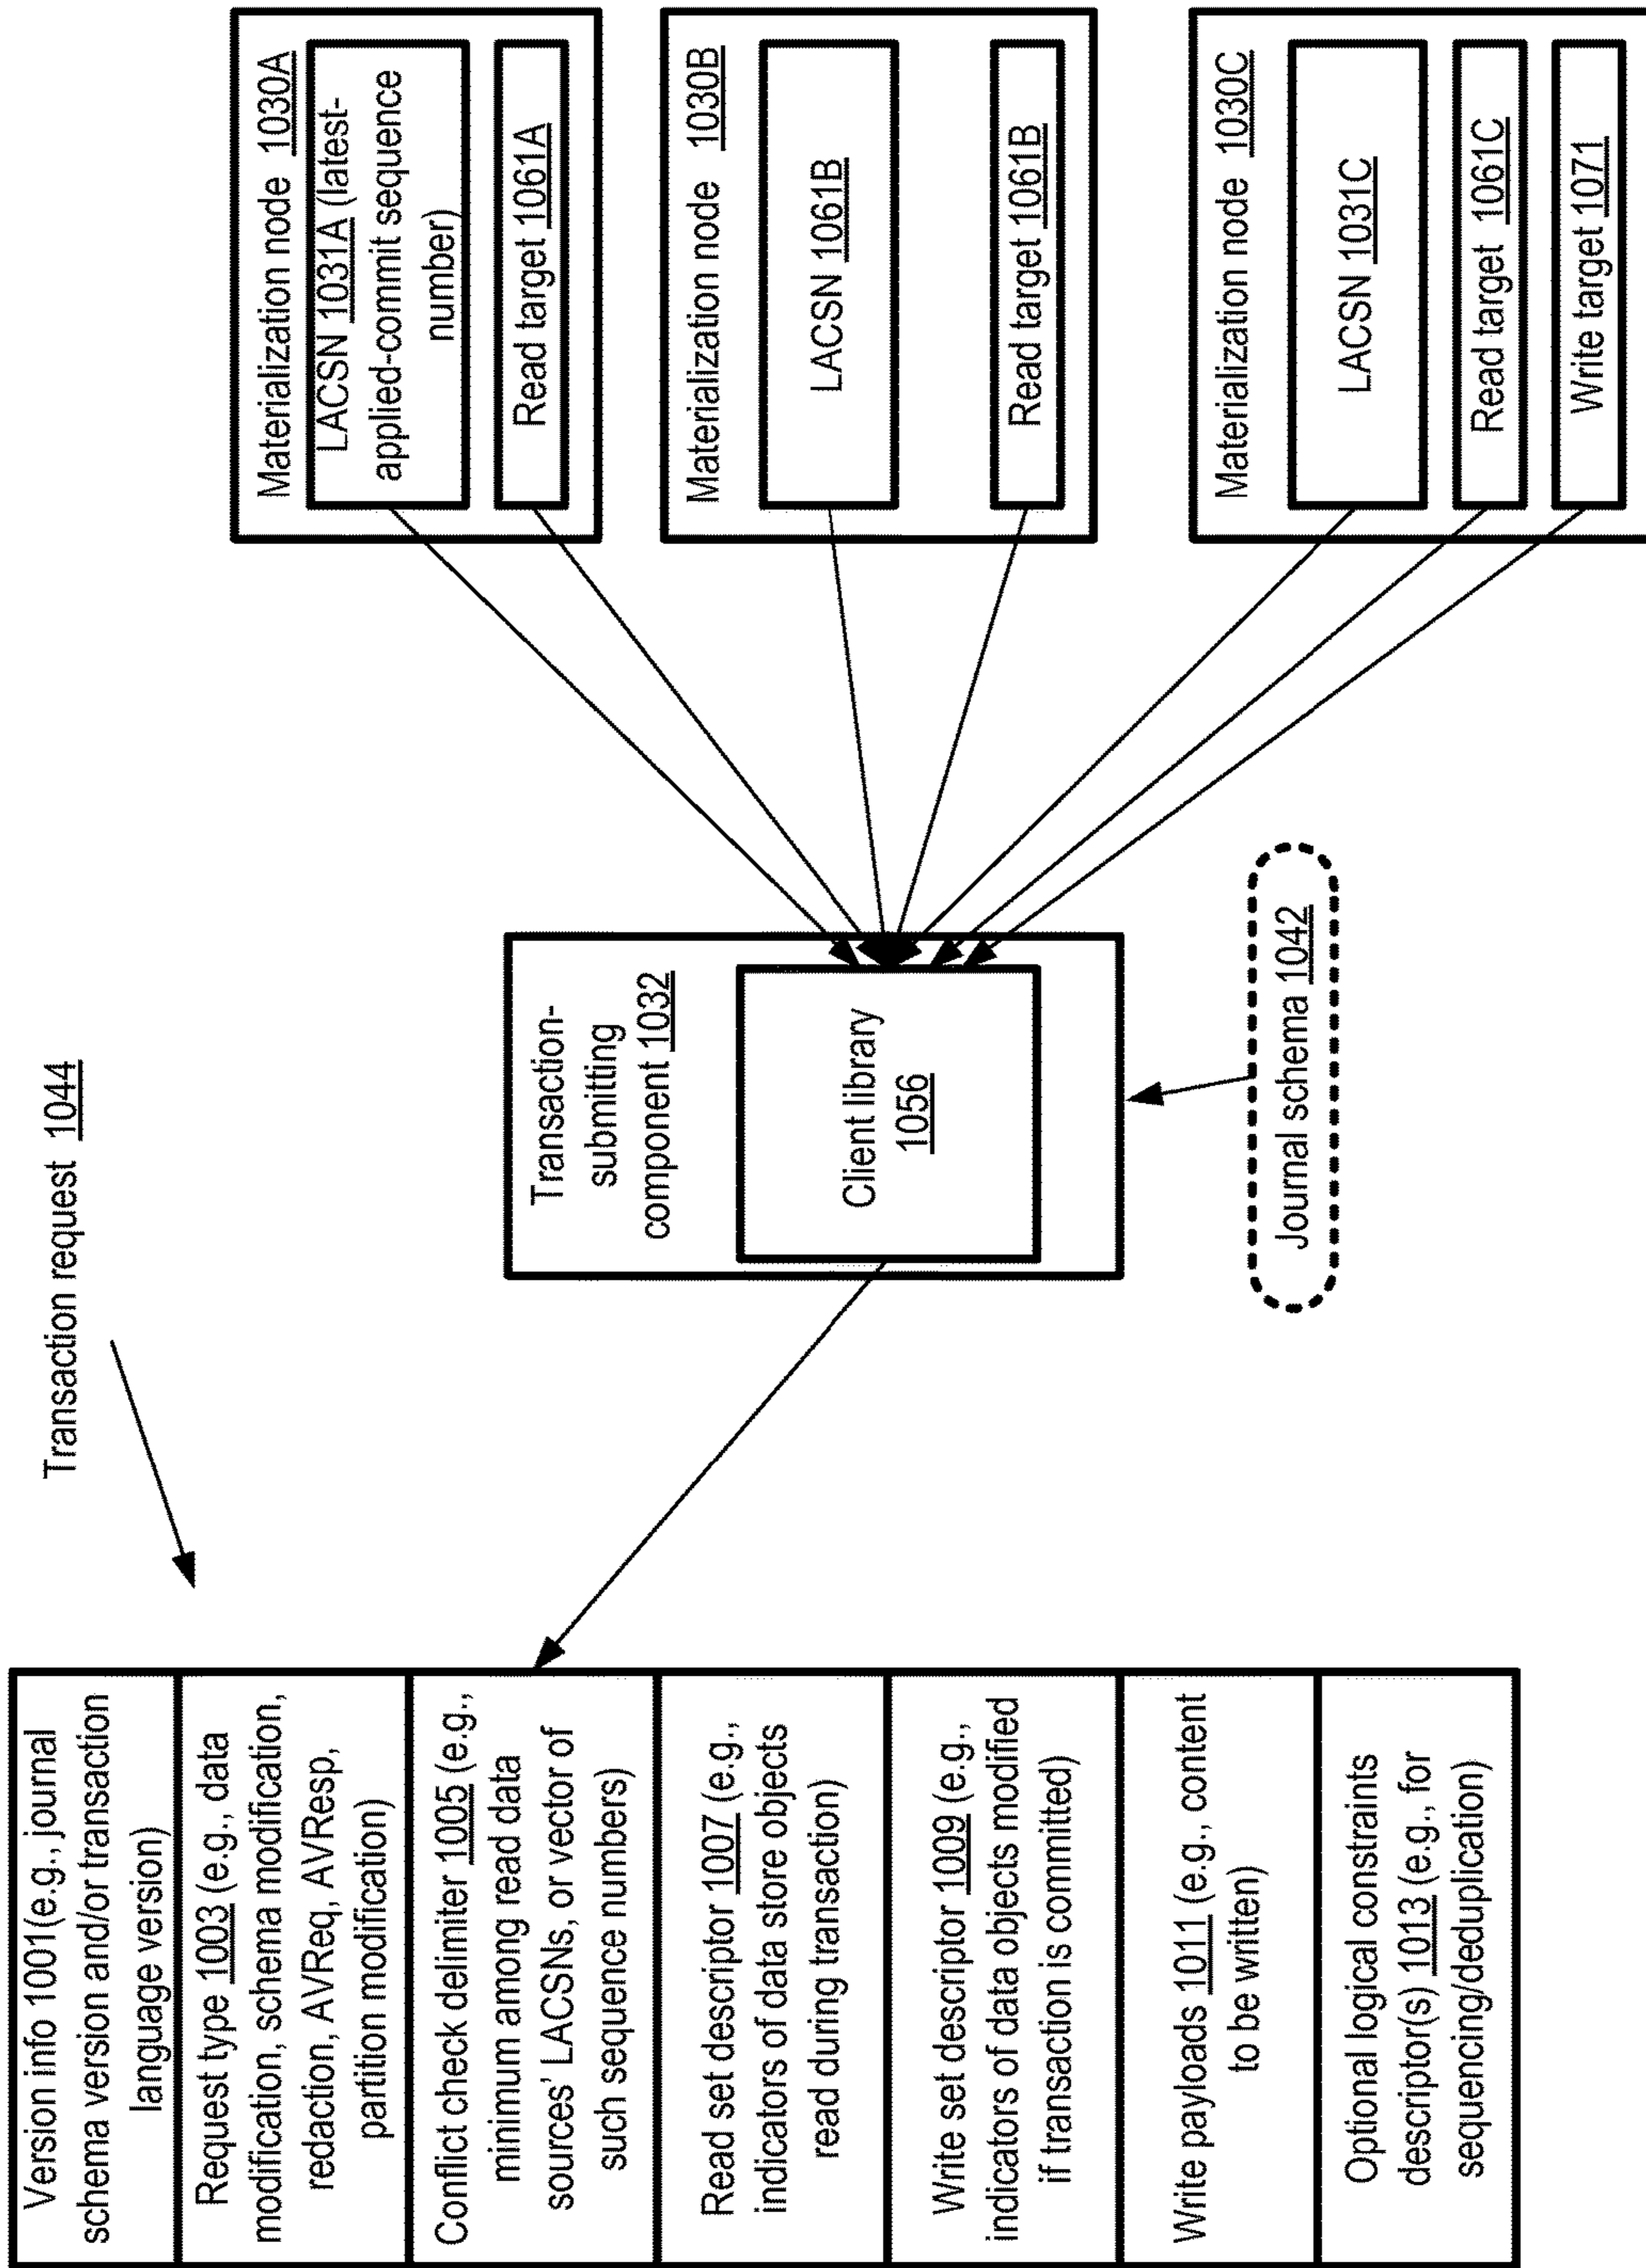 Transaction request 1044
Version info 1001(e.g., journal
schema version and/or transaction
language version)
Request type 1003 (e.g., data
modification, schema modification,
redaction, AVReq, AVResp,
partition modification)
Conflict check delimiter 1005 (e.g.,
minimum among read data
sources' LACSNs, or vector of
such sequence numbers)
Read set descriptor 1007 (e.g.,
indicators of data store objects
read during transaction)
Write set descriptor 1009 (e.g.,
indicators of data objects modified
if transaction is committed)
Write payloads 1011 (e.g., content
to be written)
Optional logical constraints
descriptor(s) 1013 (e.g., for
sequencing/deduplication)
Transaction-
submitting
component 1032
Client library
1056
Journal schema 1042
Materialization node 1030A
LACSN 1031A (latest-
applied-commit sequence
number)
Read target 1061A
Materialization node 1030B
LACSN 1061B
Read target 1061B
Materialization node 1030C
LACSN 1031C
Read target 1061C
Write target 1071